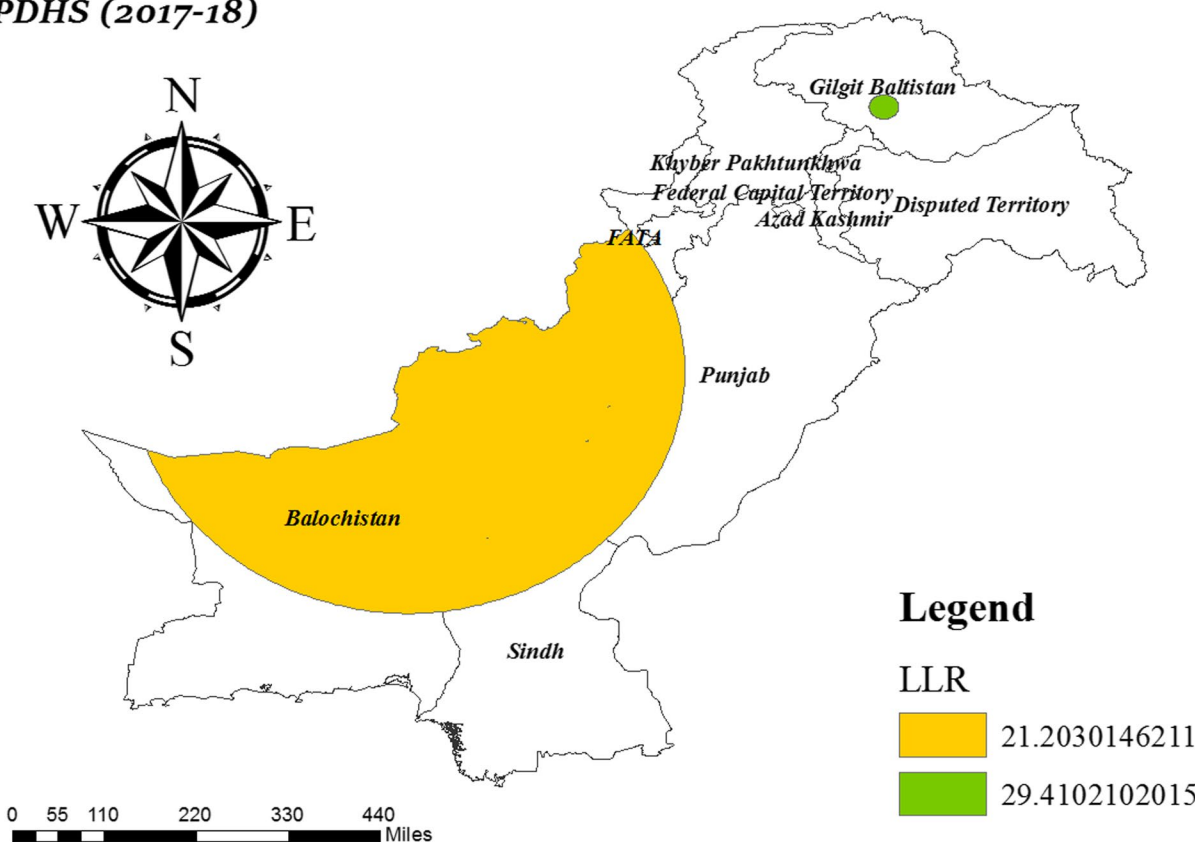 PDHS (2017-18)
N
W
E
S
Gilgit Baltistan
Khyber Pakhtunkhwa
Federal Capital Territory
Disputed Territory
Azad Kashmir
FATA
Punjab
Balochistan
Sindh
Legend
LLR
21.2030146211
29.4102102015
0 55 110 220 330 440
Miles